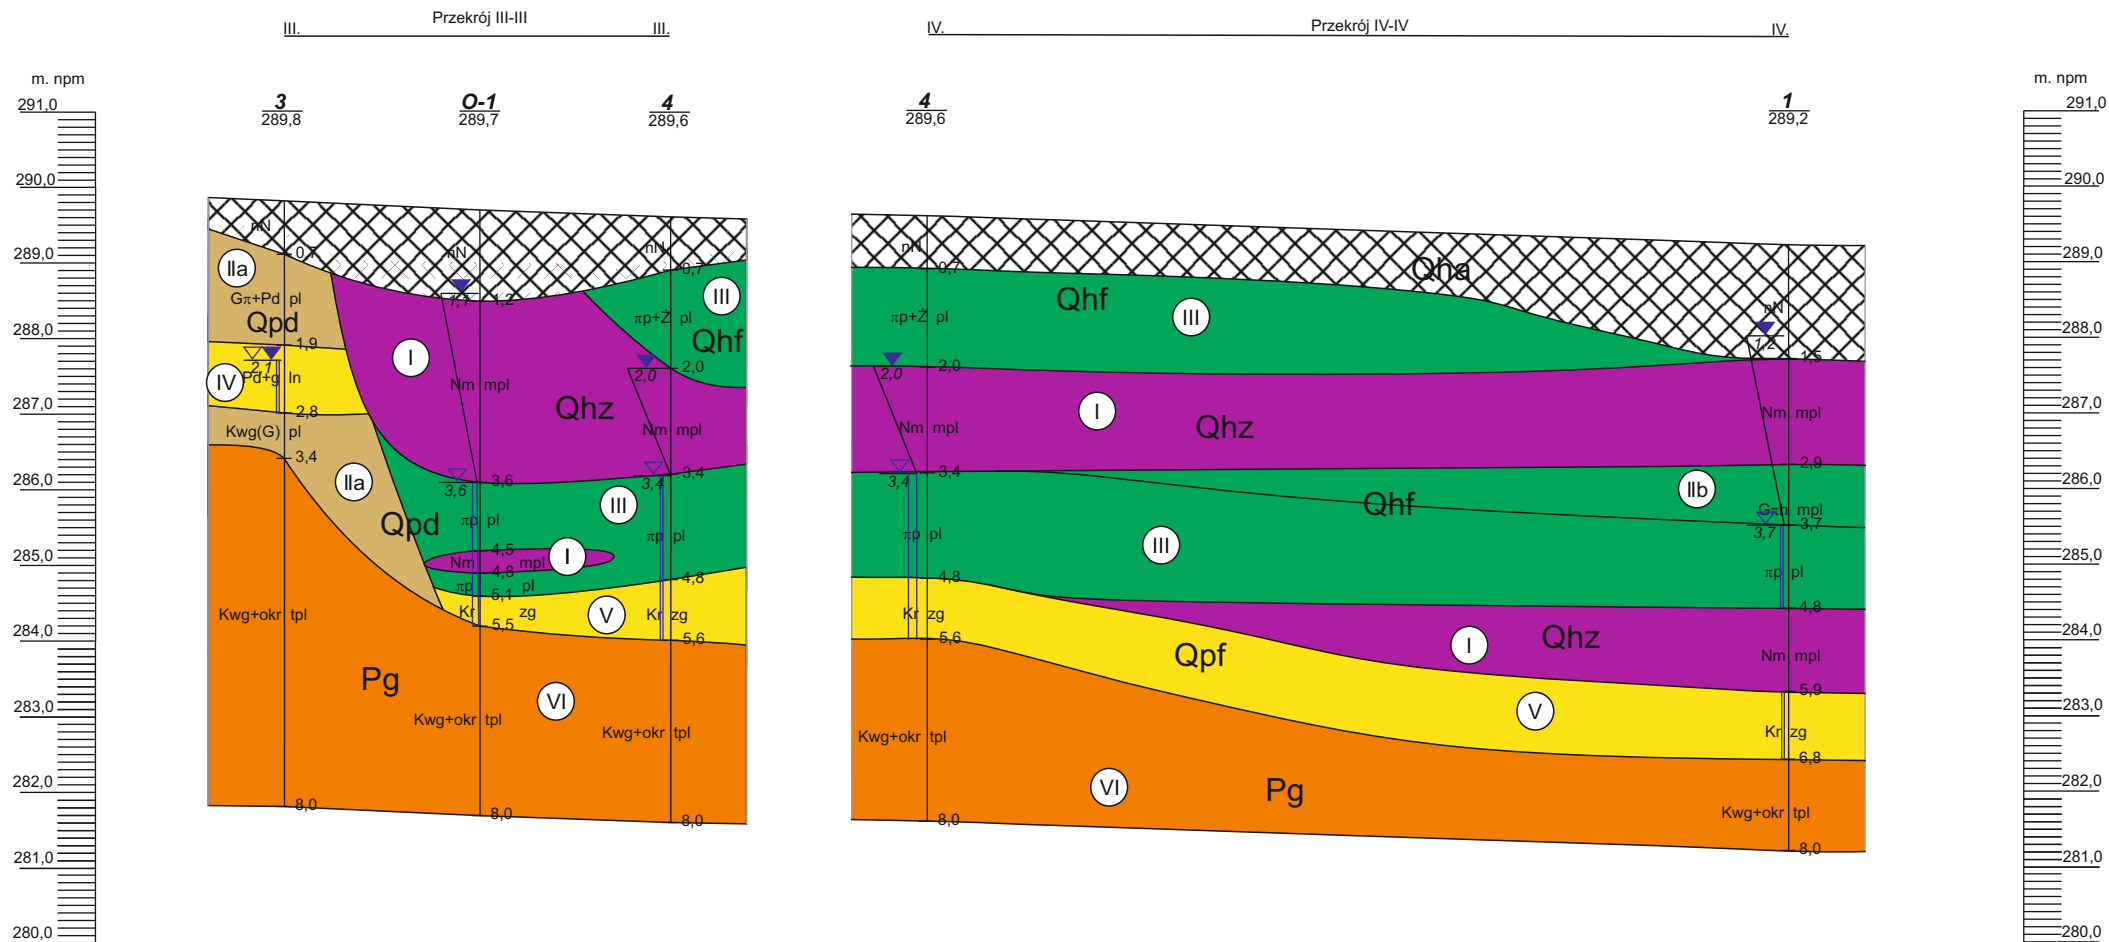 Przekrój III-III
III.
III.
Przekrój IV-IV
IV.
IV.
m. npm
291,0
290,0
289,0
288,0
287,0
286,0
285,0
284,0
283,0
282,0
281,0
280,0
3
289,8
O-1
289,7
4
289,6
nN
0,7
IIa
Gπ+Pd pl
Qpd
1,9
2,1
IV
Pd+g ln
2,8
Kwg(G) pl
3,4
IIa
Qpd
Kwg+okr tpl
8,0
nN
1,1
1,2
I
Nm mpl
Qhz
3,6
3,6
πp pl
4,5
Nm mpl
I
4,8
πp pl
5,1
Kr zg
5,5
V
Pg
VI
Kwg+okr tpl
8,0
nN
0,7
III
πp+Ż pl
Qhf
2,0
2,0
Nm mpl
3,4
3,4
III
πp pl
4,8
Kr zg
5,6
Kwg+okr tpl
8,0
4
289,6
1
289,2
nN
0,7
Qha
Qhf
III
πp+Ż pl
2,0
2,0
I
Qhz
Nm mpl
3,4
3,4
Qhf
IIb
III
πp pl
4,8
Kr zg
5,6
Qpf
I
Qhz
V
Kwg+okr tpl
VI
Pg
8,0
nN
1,2
1,5
Nm mpl
2,9
Gπh mpl
3,7
3,7
πp pl
4,8
Nm mpl
5,9
Kr zg
6,8
Kwg+okr tpl
8,0
m. npm
291,0
290,0
289,0
288,0
287,0
286,0
285,0
284,0
283,0
282,0
281,0
280,0